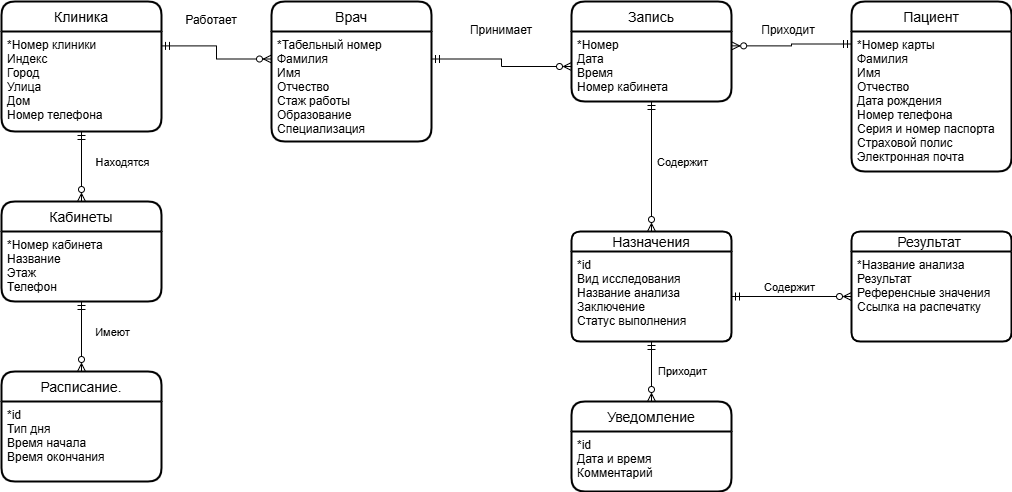 Клиника
*Номер клиники
Индекс
Город
Улица
Дом
Номер телефона
Работает
Врач
*Табельный номер
Фамилия
Имя
Отчество
Стаж работы
Образование
Специализация
Принимает
Запись
*Номер
Дата
Время
Номер кабинета
Приходит
Пациент
*Номер карты
Фамилия
Имя
Отчество
Дата рождения
Номер телефона
Серия и номер паспорта
Страховой полис
Электронная почта
Находятся
Содержит
Кабинеты
*Номер кабинета
Название
Этаж
Телефон
Назначения
*id
Вид исследования
Название анализа
Заключение
Статус выполнения
Содержит
Результат
*Название анализа
Результат
Референсные значения
Ссылка на распечатку
Имеют
Приходит
Расписание.
*id
Тип дня
Время начала
Время окончания
Уведомление
*id
Дата и время
Комментарий